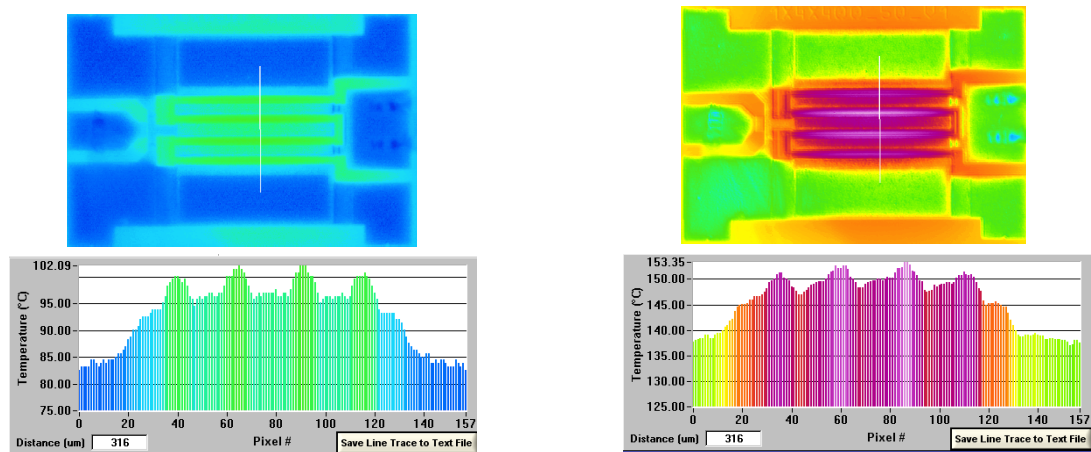 102.09
95.00
90.00
85.00
80.00
75.00
Temperature (°C)
0 20 40 60 80 100 120 157
Distance (um) 316 Pixel # Save Line Trace to Text File
153.35
150.00
145.00
140.00
135.00
130.00
125.00
Temperature (°C)
0 20 40 60 80 100 120 157
Distance (um) 316 Pixel # Save Line Trace to Text File